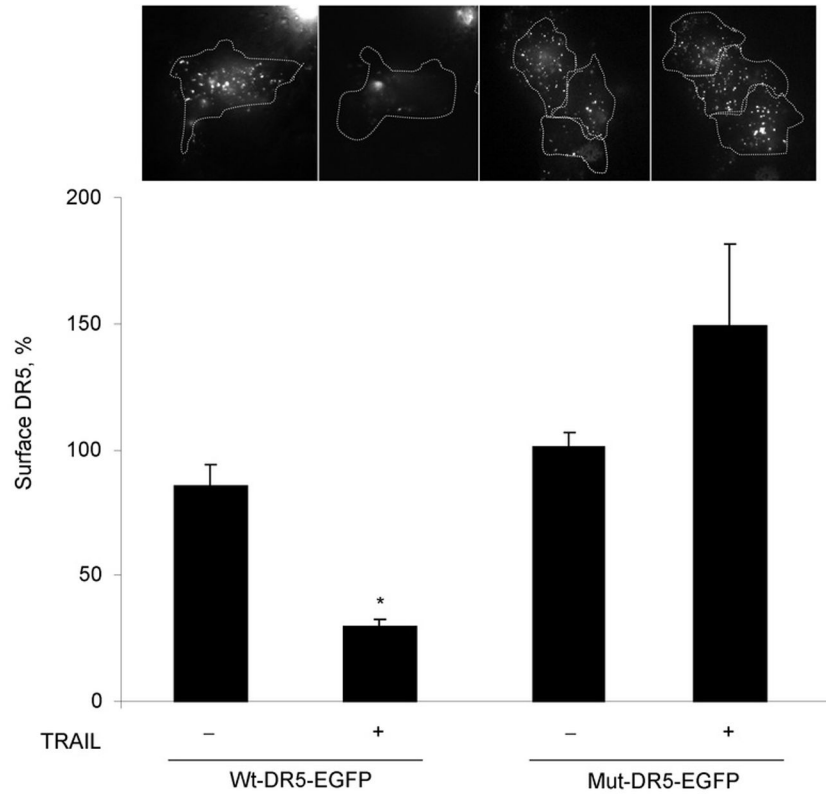 200
150
100
50
0
Surface DR5, %
*
TRAIL – + – +
Wt-DR5-EGFP Mut-DR5-EGFP